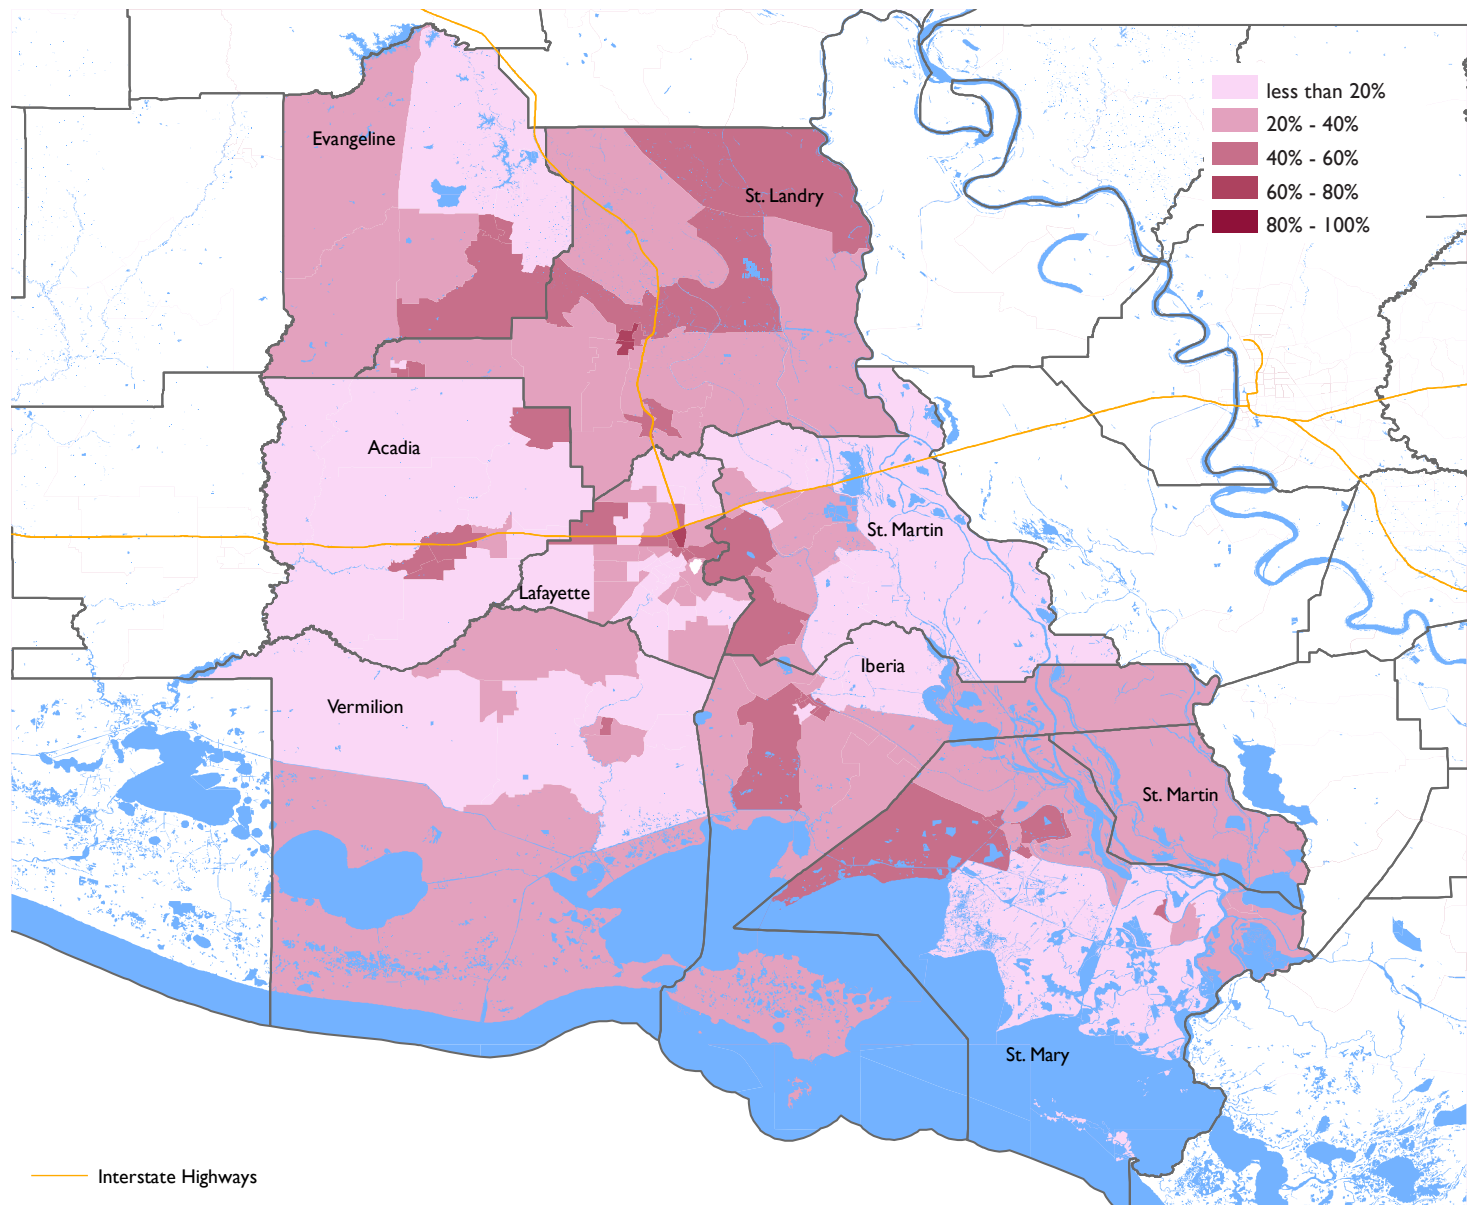 less than 20%
20% - 40%
40% - 60%
60% - 80%
80% - 100%
Evangeline
St. Landry
Acadia
St. Martin
Lafayette
Iberia
Vermilion
St. Martin
St. Mary
Interstate Highways